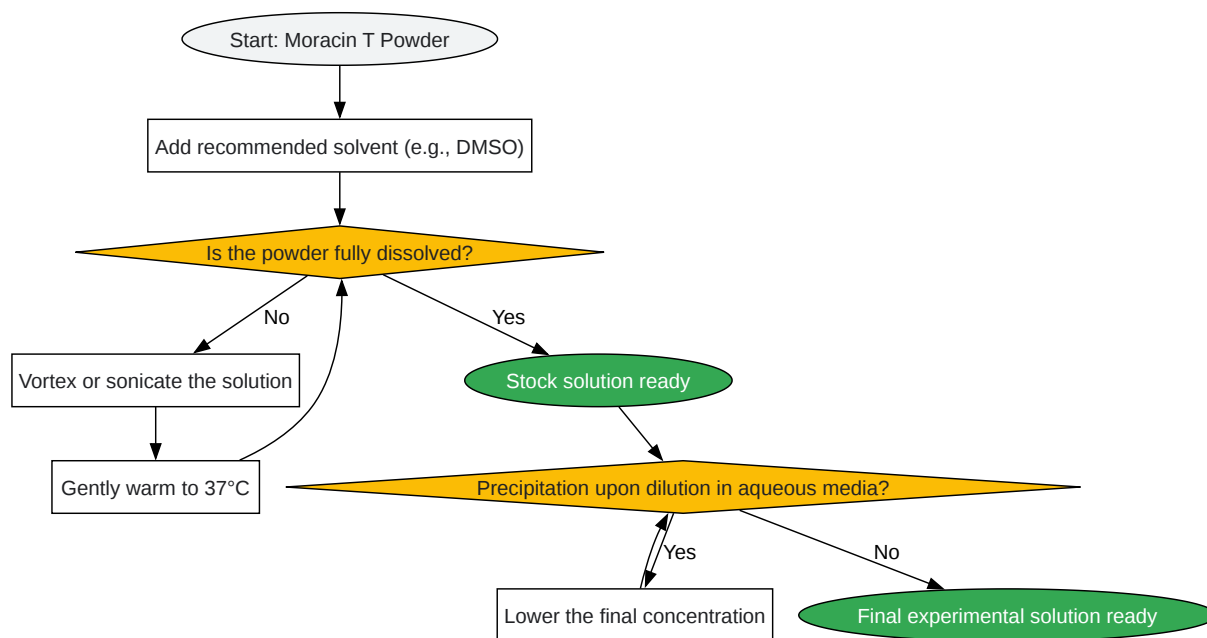 Start: Moracin T Powder
Add recommended solvent (e.g., DMSO)
Is the powder fully dissolved?
No
Yes
Vortex or sonicate the solution
Stock solution ready
Gently warm to 37°C
Precipitation upon dilution in aqueous media?
Yes
No
Lower the final concentration
Final experimental solution ready